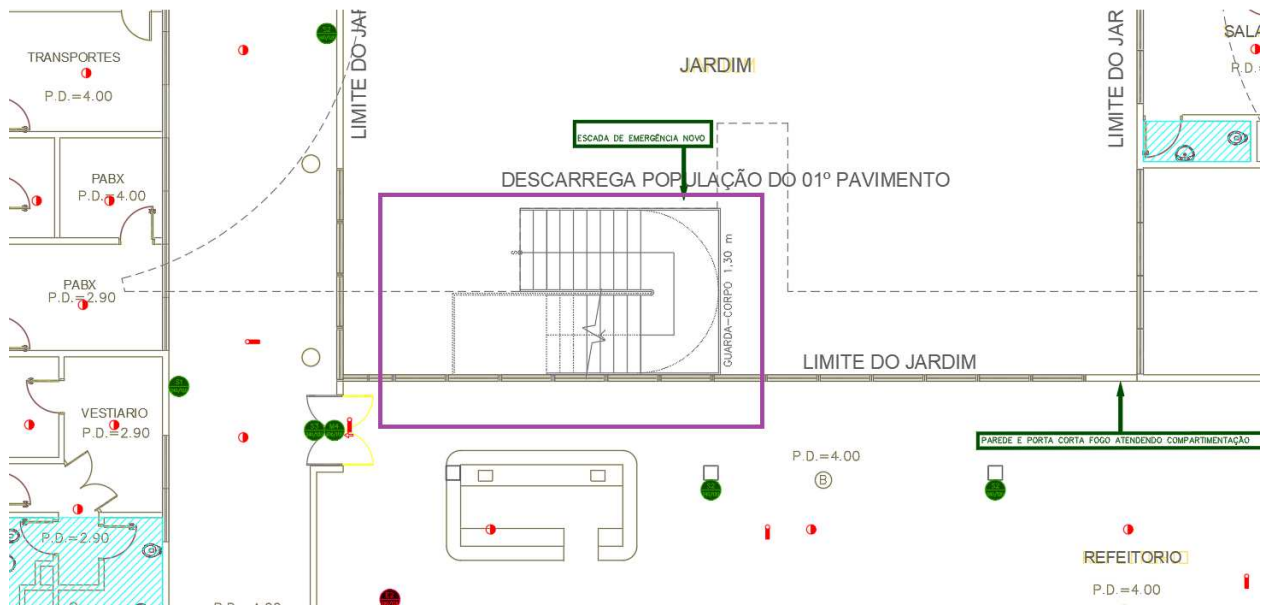 TRANSPORTES
P.D.=4.00
PABX
P.D.=4.00
PABX
P.D.=2.90
VESTIARIO
P.D.=2.90
P.D.=2.90
LIMITE DO JAR
JARDIM
ESCADA DE EMERGÊNCIA NOVO
DESCARREGA POPULAÇÃO DO 01º PAVIMENTO
S
GUARDA-CORPO 1,30 m
LIMITE DO JARDIM
LIMITE DO JAR
SALA
P.D.=
PAREDE E PORTA CORTA FOGO ATENDENDO COMPARTIMENTAÇÃO
P.D.=4.00
B
REFEITORIO
P.D.=4.00